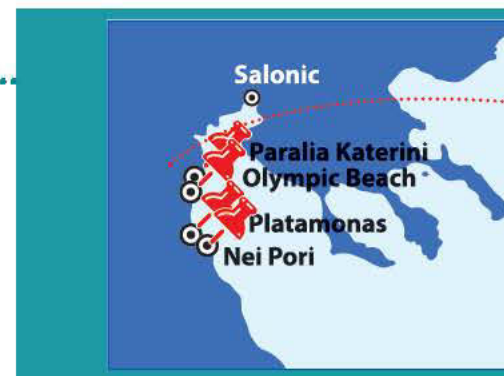 Salonic
Paralia Katerini
Olympic Beach
Platamonas
Nei Pori